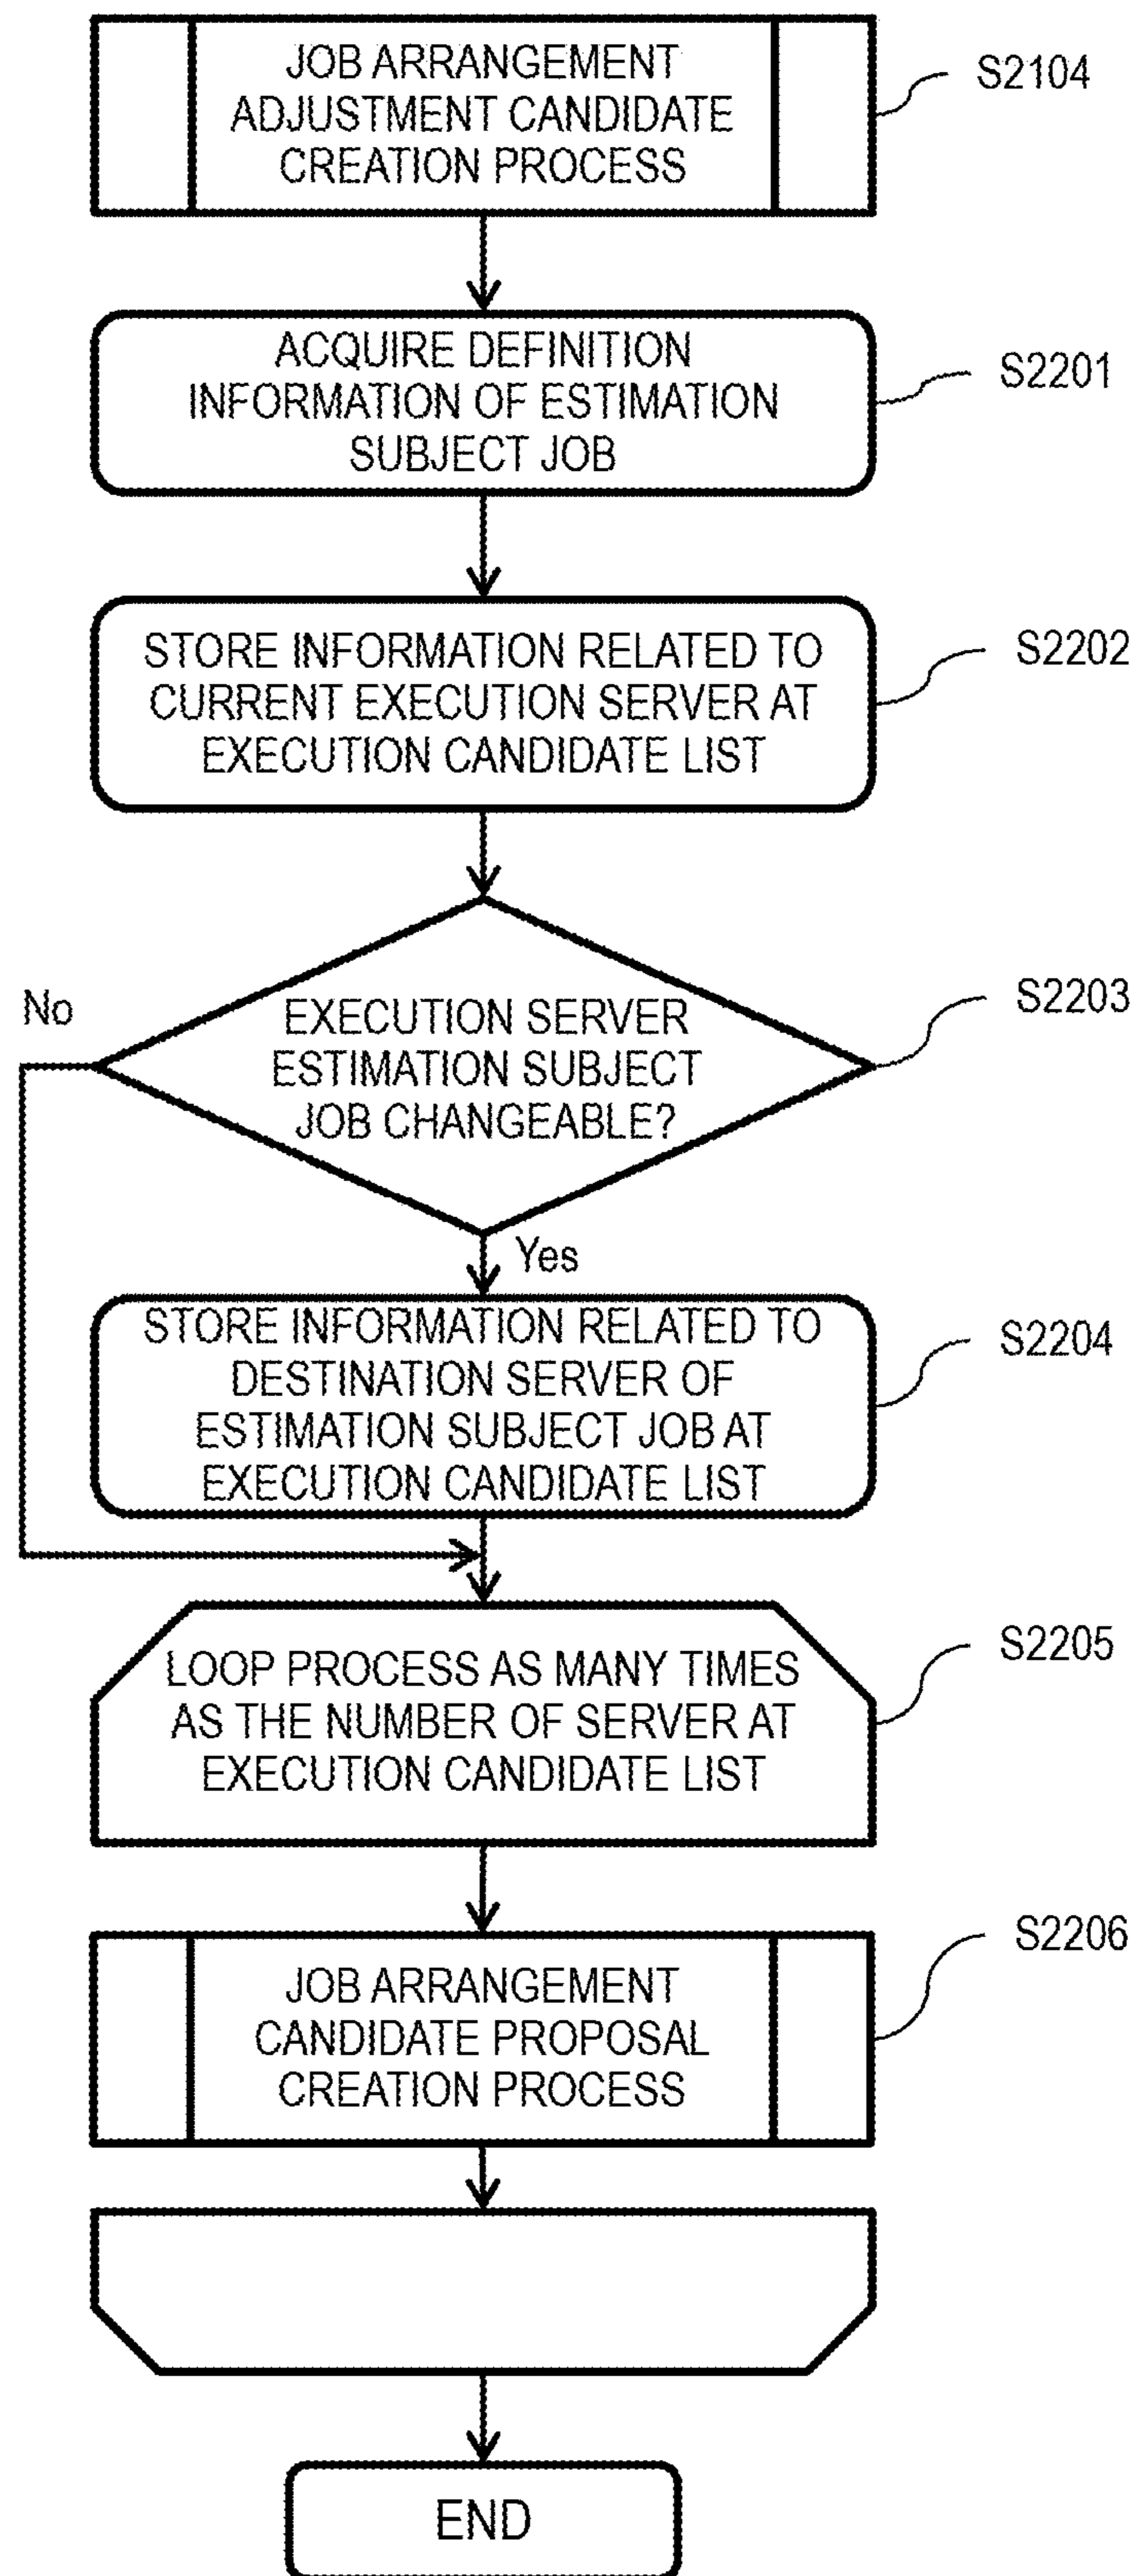 JOB ARRANGEMENT
ADJUSTMENT CANDIDATE
CREATION PROCESS
S2104
ACQUIRE DEFINITION
INFORMATION OF ESTIMATION
SUBJECT JOB
S2201
STORE INFORMATION RELATED TO
CURRENT EXECUTION SERVER AT
EXECUTION CANDIDATE LIST
S2202
No
EXECUTION SERVER
ESTIMATION SUBJECT
JOB CHANGEABLE?
S2203
Yes
STORE INFORMATION RELATED TO
DESTINATION SERVER OF
ESTIMATION SUBJECT JOB AT
EXECUTION CANDIDATE LIST
S2204
LOOP PROCESS AS MANY TIMES
AS THE NUMBER OF SERVER AT
EXECUTION CANDIDATE LIST
S2205
JOB ARRANGEMENT
CANDIDATE PROPOSAL
CREATION PROCESS
S2206
END